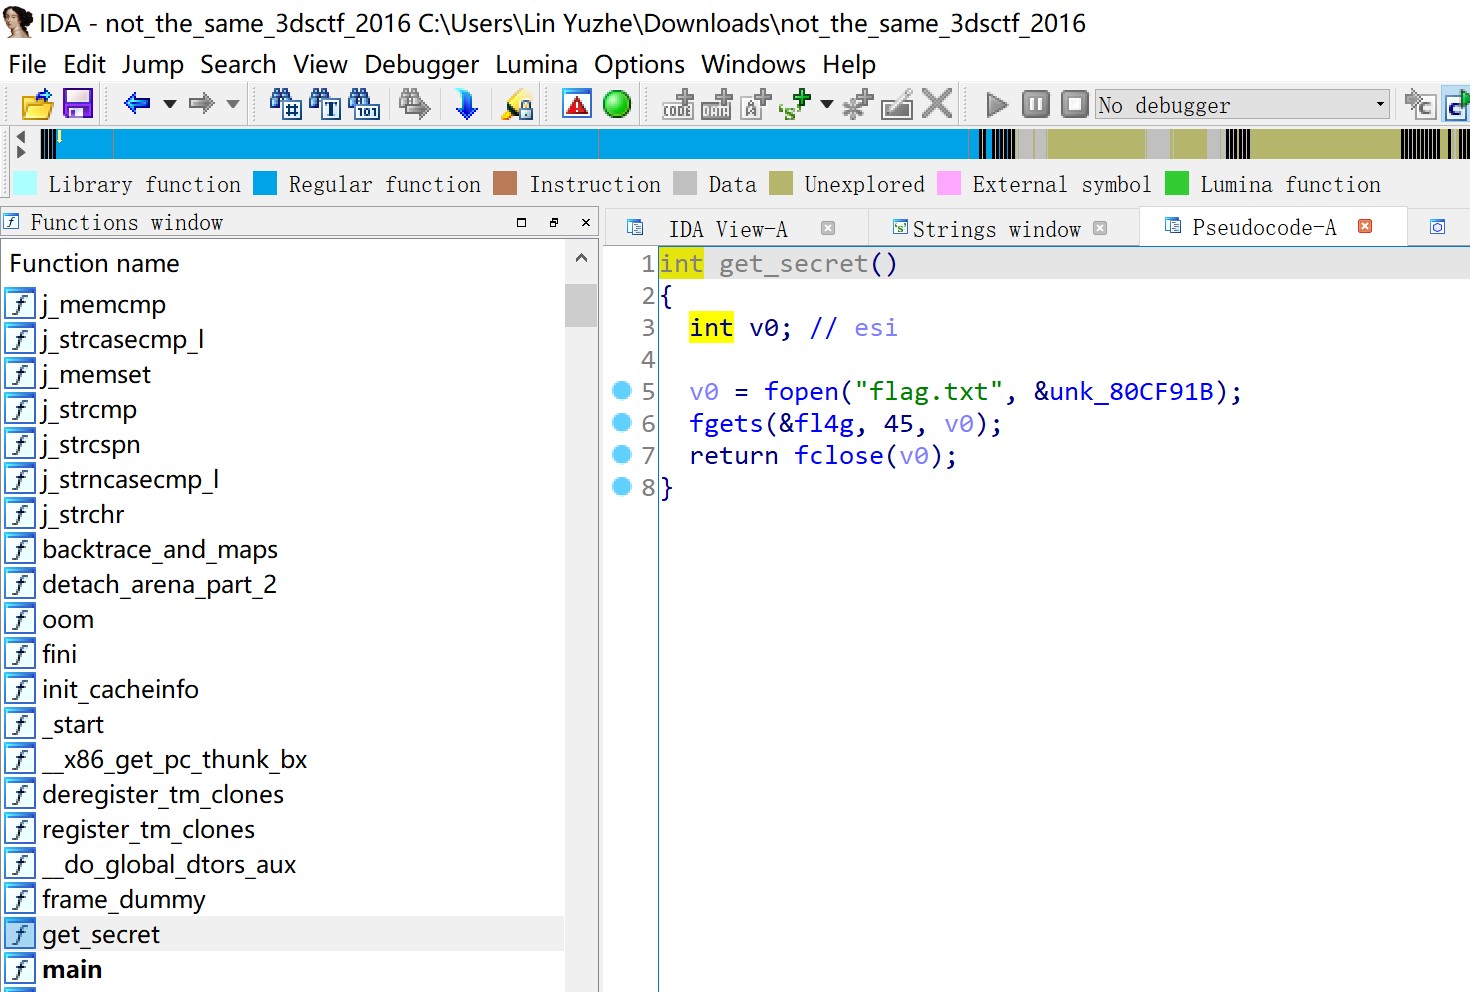 IDA - not_the_same_3dsctf_2016 C:\Users\Lin Yuzhe\Downloads\not_the_same_3dsctf_2016
File Edit Jump Search View Debugger Lumina Options Windows Help
No debugger
Library function Regular function Instruction Data Unexplored External symbol Lumina function
Functions window
IDA View-A Strings window Pseudocode-A
Function name
j_memcmp
j_strcasecmp_l
j_memset
j_strcmp
j_strcspn
j_strncasecmp_l
j_strchr
backtrace_and_maps
detach_arena_part_2
oom
fini
init_cacheinfo
_start
__x86_get_pc_thunk_bx
deregister_tm_clones
register_tm_clones
__do_global_dtors_aux
frame_dummy
get_secret
main
1 int get_secret()
2 {
3 int v0; // esi
4
5 v0 = fopen("flag.txt", &unk_80CF91B);
6 fgets(&fl4g, 45, v0);
7 return fclose(v0);
8 }